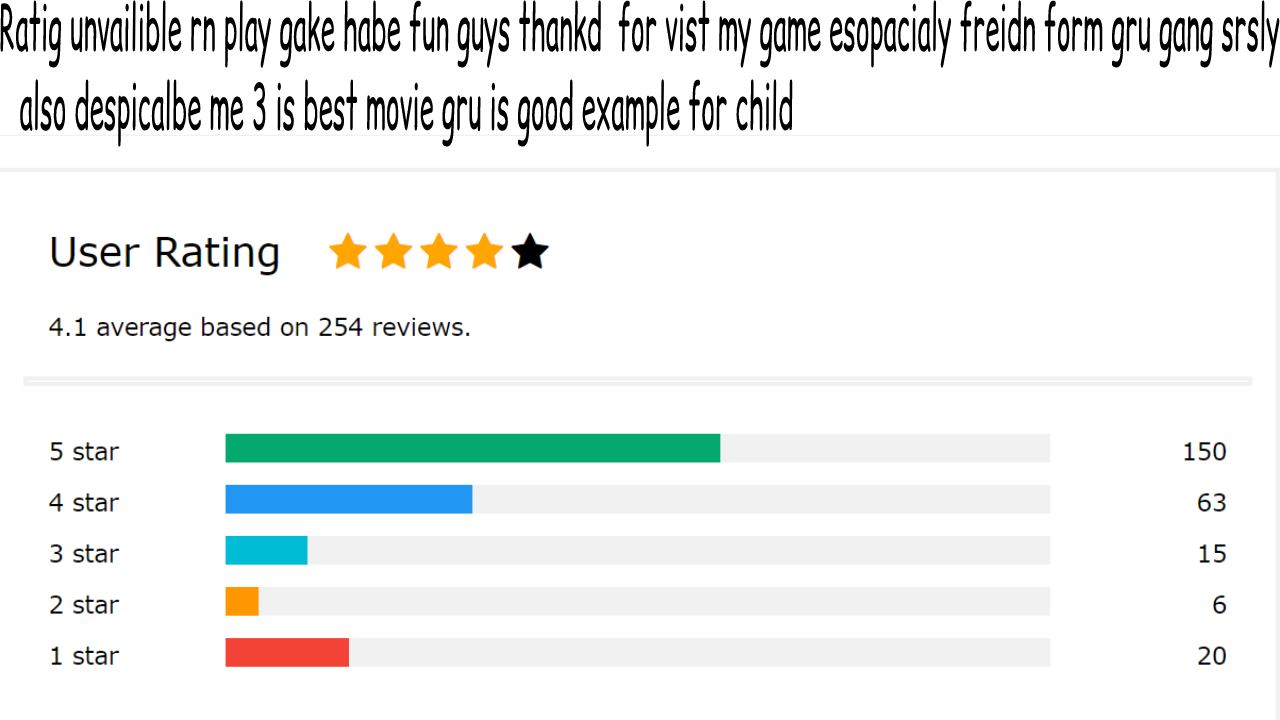 Ratig unvailible rn play gake habe fun guys thankd for vist my game esopacialy freidn form gru gang srsly
also despicalbe me 3 is best movie gru is good example for child
User Rating
4.1 average based on 254 reviews.
5 star 150
4 star 63
3 star 15
2 star 6
1 star 20